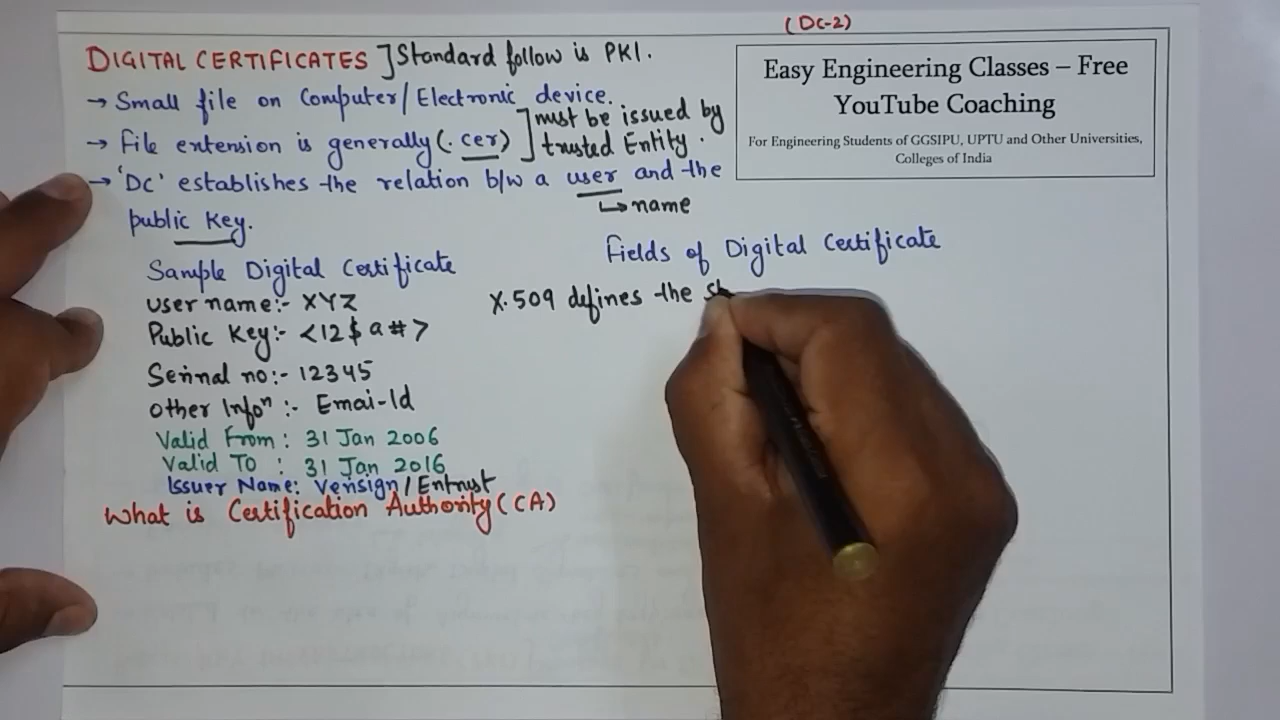 (DC-2)
DIGITAL CERTIFICATES ] Standard follow is PKI.
Easy Engineering Classes – Free
YouTube Coaching
For Engineering Students of GGSIPU, UPTU and Other Universities,
Colleges of India
→ Small file on Computer/Electronic device.
→ File extension is generally (.cer) ] must be issued by
trusted Entity.
→ 'DC' establishes the relation b/w a user and the
↳ name
public Key.
Sample Digital Certificate
User name:- XYZ
Public Key:- <12$a#>
Serinal no:- 12345
Other Infoⁿ :- Emai-Id
Valid From : 31 Jan 2006
Valid To : 31 Jan 2016
Issuer Name: Verisign/Entrust
What is Certification Authority (CA)
Fields of Digital Certificate
X.509 defines the